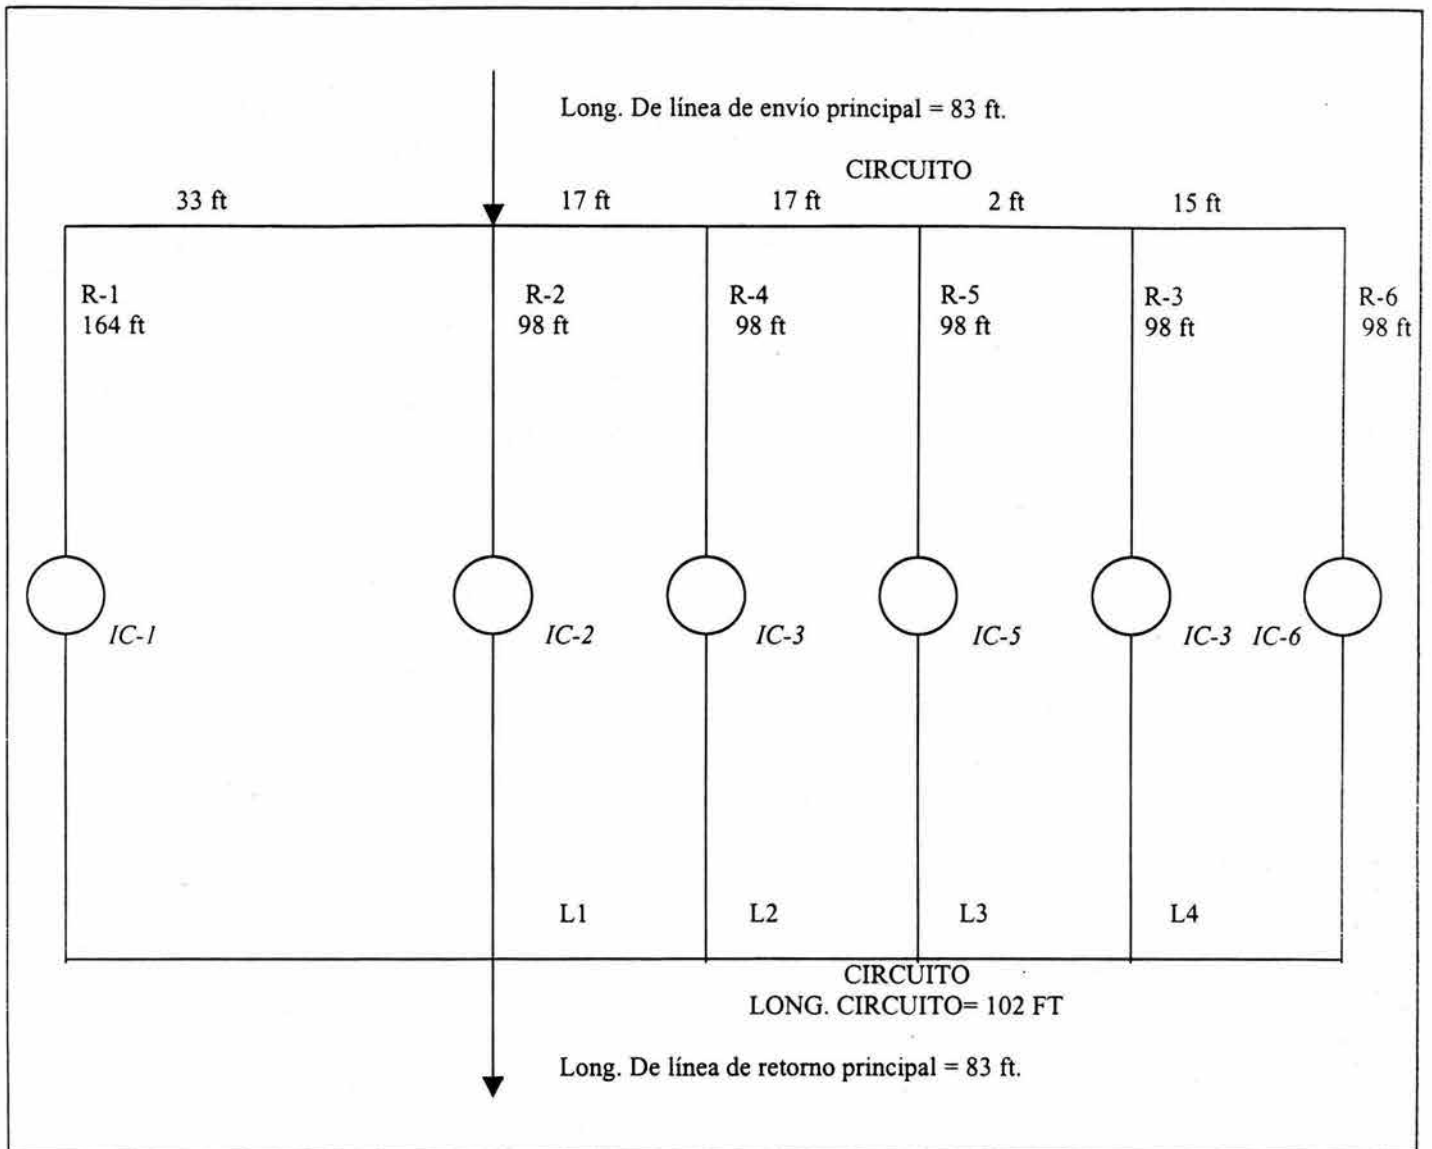 Long. De línea de envío principal = 83 ft.
CIRCUITO
33 ft 17 ft 17 ft 2 ft 15 ft
R-1 R-2 R-4 R-5 R-3 R-6
164 ft 98 ft 98 ft 98 ft 98 ft 98 ft
IC-1 IC-2 IC-3 IC-5 IC-3 IC-6
L1 L2 L3 L4
CIRCUITO
LONG. CIRCUITO= 102 FT
Long. De línea de retorno principal = 83 ft.